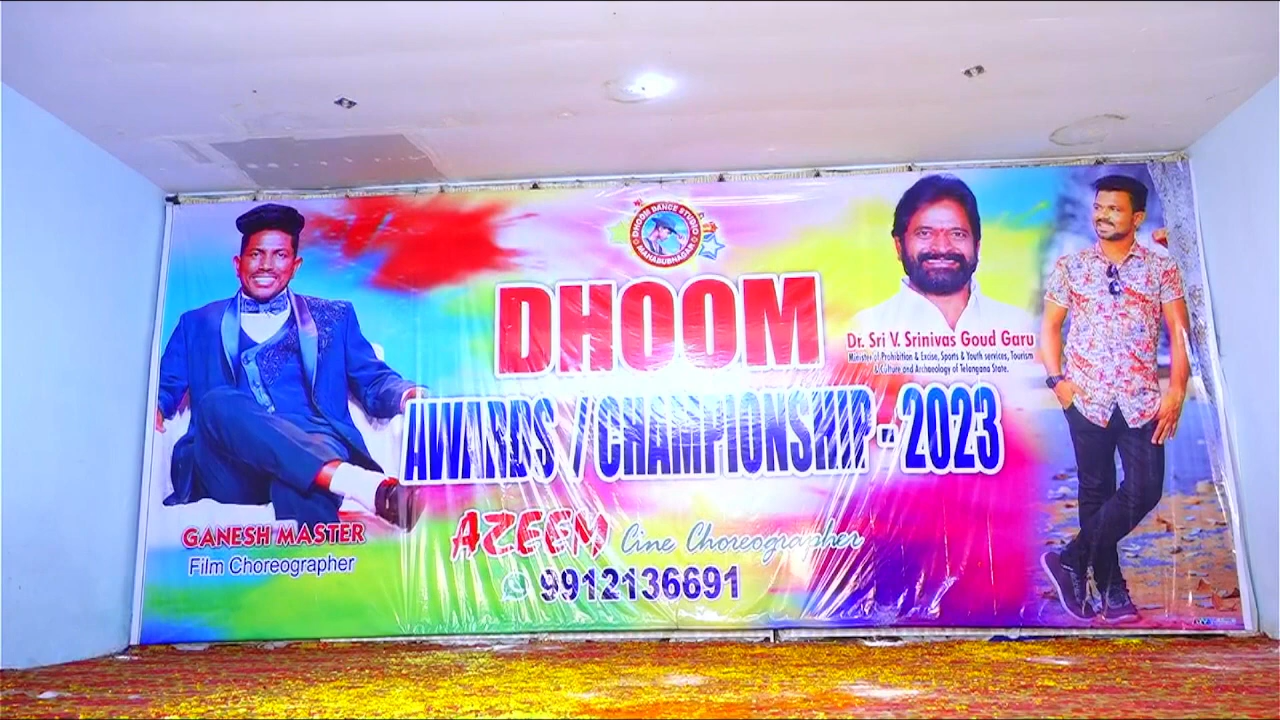 DHOOM DANCE STUDIO
MAHABUBNAGAR
DHOOM
Dr. Sri V. Srinivas Goud Garu
Minister of Prohibition & Excise, Sports & Youth services, Tourism
& Culture and Archaeology of Telangana State.
AWARDS / CHAMPIONSHIP - 2023
GANESH MASTER
Film Choreographer
AZEEM Cine Choreographer
9912136691